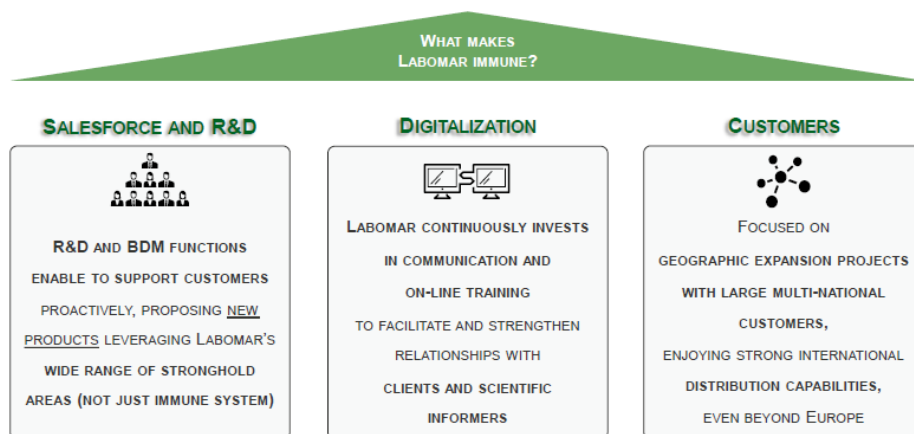 WHAT MAKES
LABOMAR IMMUNE?
SALESFORCE AND R&D
R&D AND BDM FUNCTIONS
ENABLE TO SUPPORT CUSTOMERS
PROACTIVELY, PROPOSING NEW
PRODUCTS LEVERAGING LABOMAR'S
WIDE RANGE OF STRONGHOLD
AREAS (NOT JUST IMMUNE SYSTEM)
DIGITALIZATION
LABOMAR CONTINUOUSLY INVESTS
IN COMMUNICATION AND
ON-LINE TRAINING
TO FACILITATE AND STRENGTHEN
RELATIONSHIPS WITH
CLIENTS AND SCIENTIFIC
INFORMERS
CUSTOMERS
FOCUSED ON
GEOGRAPHIC EXPANSION PROJECTS
WITH LARGE MULTI-NATIONAL
CUSTOMERS,
ENJOYING STRONG INTERNATIONAL
DISTRIBUTION CAPABILITIES,
EVEN BEYOND EUROPE